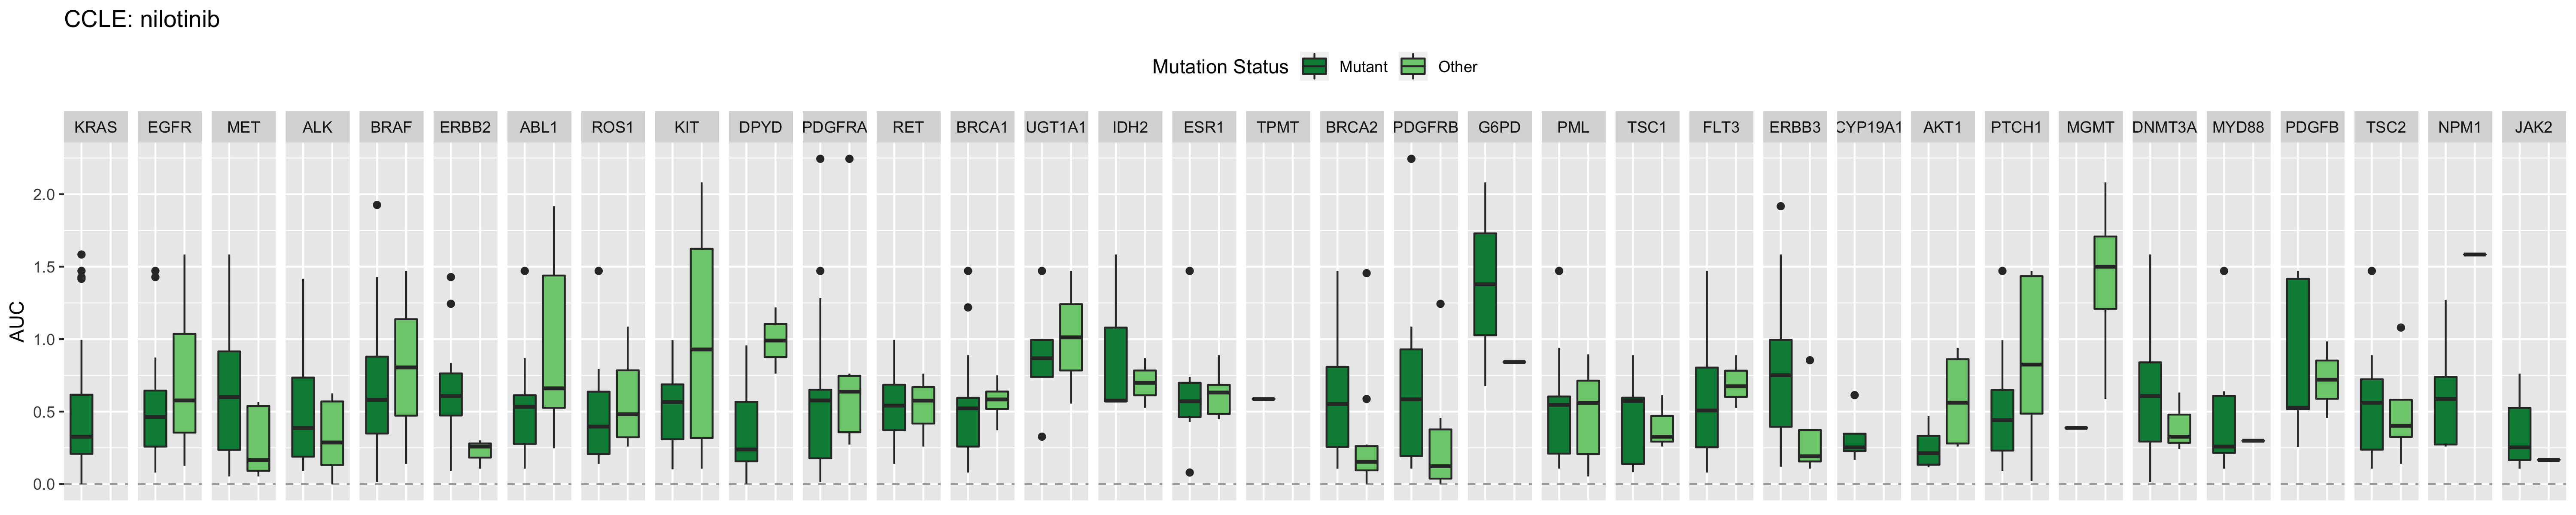 CCLE: nilotinib
Mutation Status Mutant Other
KRAS EGFR MET ALK BRAF ERBB2 ABL1 ROS1 KIT DPYD PDGFRA RET BRCA1 UGT1A1 IDH2 ESR1 TPMT BRCA2 PDGFRB G6PD PML TSC1 FLT3 ERBB3 CYP19A1 AKT1 PTCH1 MGMT DNMT3A MYD88 PDGFB TSC2 NPM1 JAK2
2.0
1.5
1.0
0.5
0.0
AUC